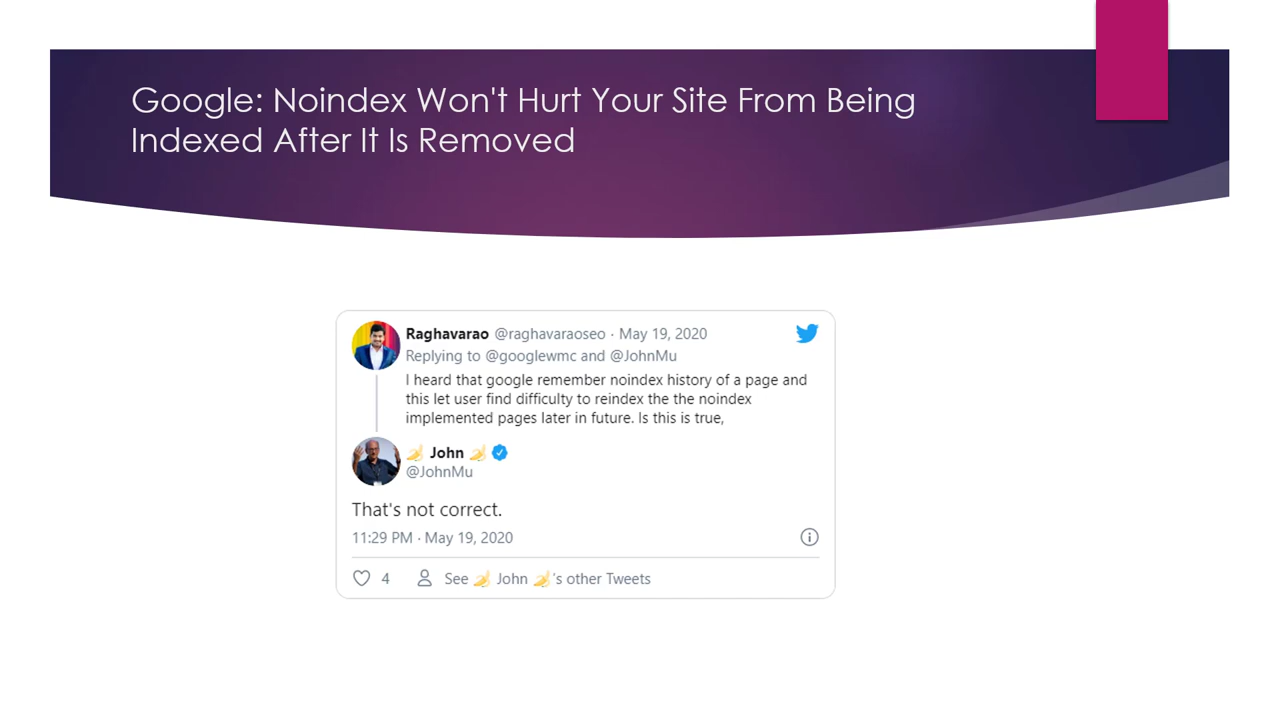 Google: Noindex Won't Hurt Your Site From Being
Indexed After It Is Removed
Raghavarao @raghavaraoseo · May 19, 2020
Replying to @googlewmc and @JohnMu
I heard that google remember noindex history of a page and
this let user find difficulty to reindex the the noindex
implemented pages later in future. Is this is true,
🍌 John 🍌
@JohnMu
That's not correct.
11:29 PM · May 19, 2020
4 See 🍌 John 🍌's other Tweets